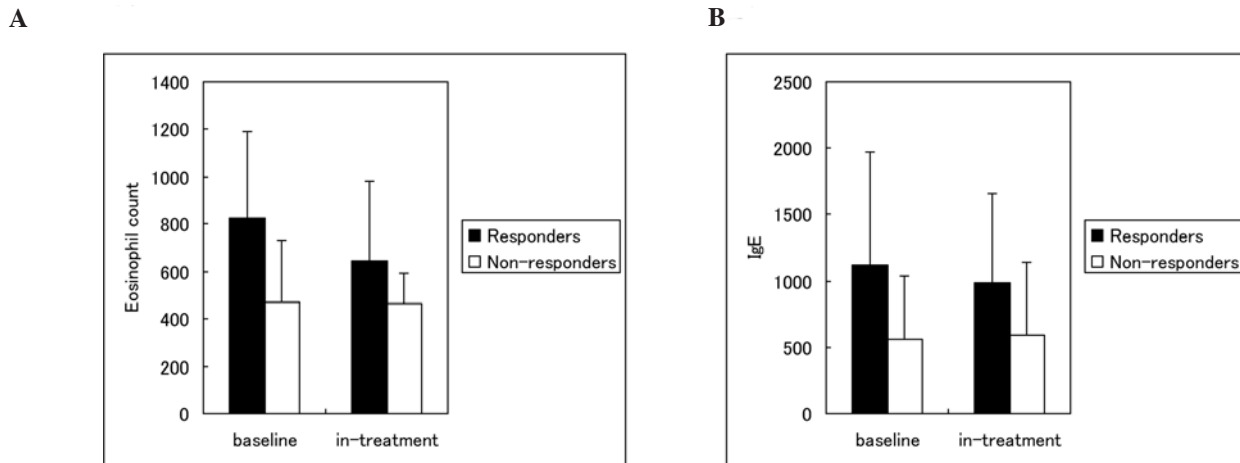 A
1400
1200
1000
800
600
400
200
0
Eosinophil count
baseline in-treatment
Responders
Non-responders
B
2500
2000
1500
1000
500
0
IgE
baseline in-treatment
Responders
Non-responders